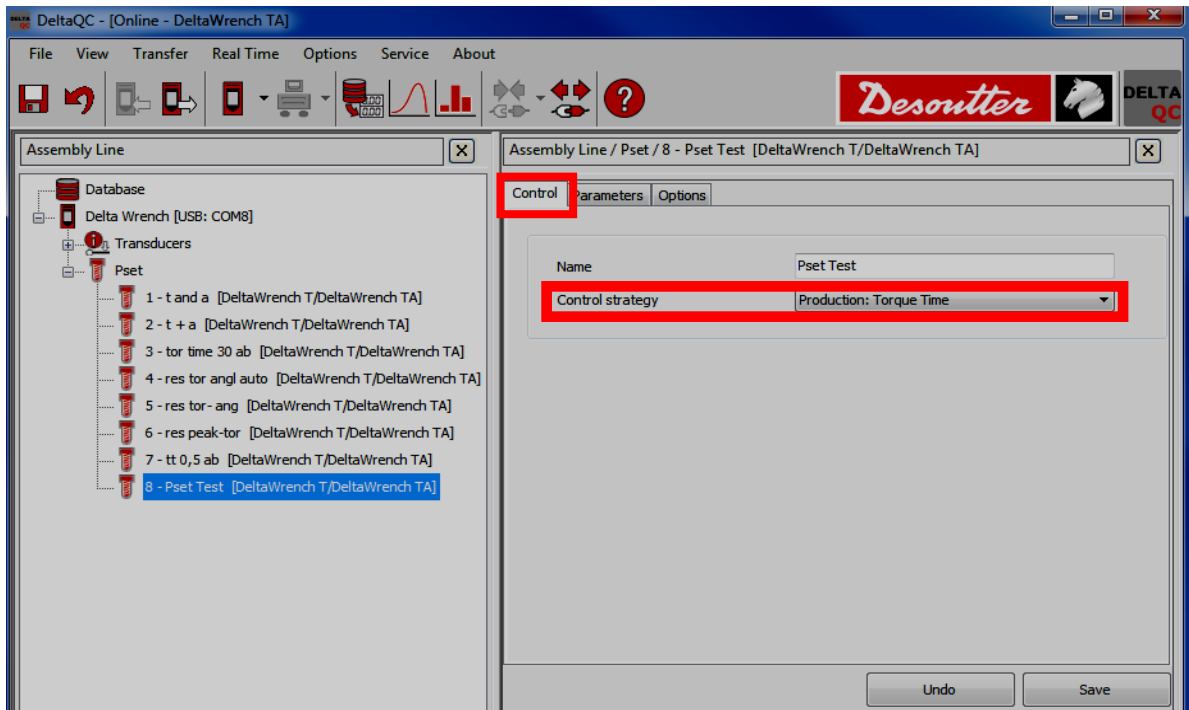 DELTA QC DeltaQC - [Online - DeltaWrench TA]
File View Transfer Real Time Options Service About
Desoutter DELTA QC
Assembly Line
Database
Delta Wrench [USB: COM8]
Transducers
Pset
1 - t and a [DeltaWrench T/DeltaWrench TA]
2 - t + a [DeltaWrench T/DeltaWrench TA]
3 - tor time 30 ab [DeltaWrench T/DeltaWrench TA]
4 - res tor angl auto [DeltaWrench T/DeltaWrench TA]
5 - res tor- ang [DeltaWrench T/DeltaWrench TA]
6 - res peak-tor [DeltaWrench T/DeltaWrench TA]
7 - tt 0,5 ab [DeltaWrench T/DeltaWrench TA]
8 - Pset Test [DeltaWrench T/DeltaWrench TA]
Assembly Line / Pset / 8 - Pset Test [DeltaWrench T/DeltaWrench TA]
Control Parameters Options
Name Pset Test
Control strategy Production: Torque Time
Undo Save